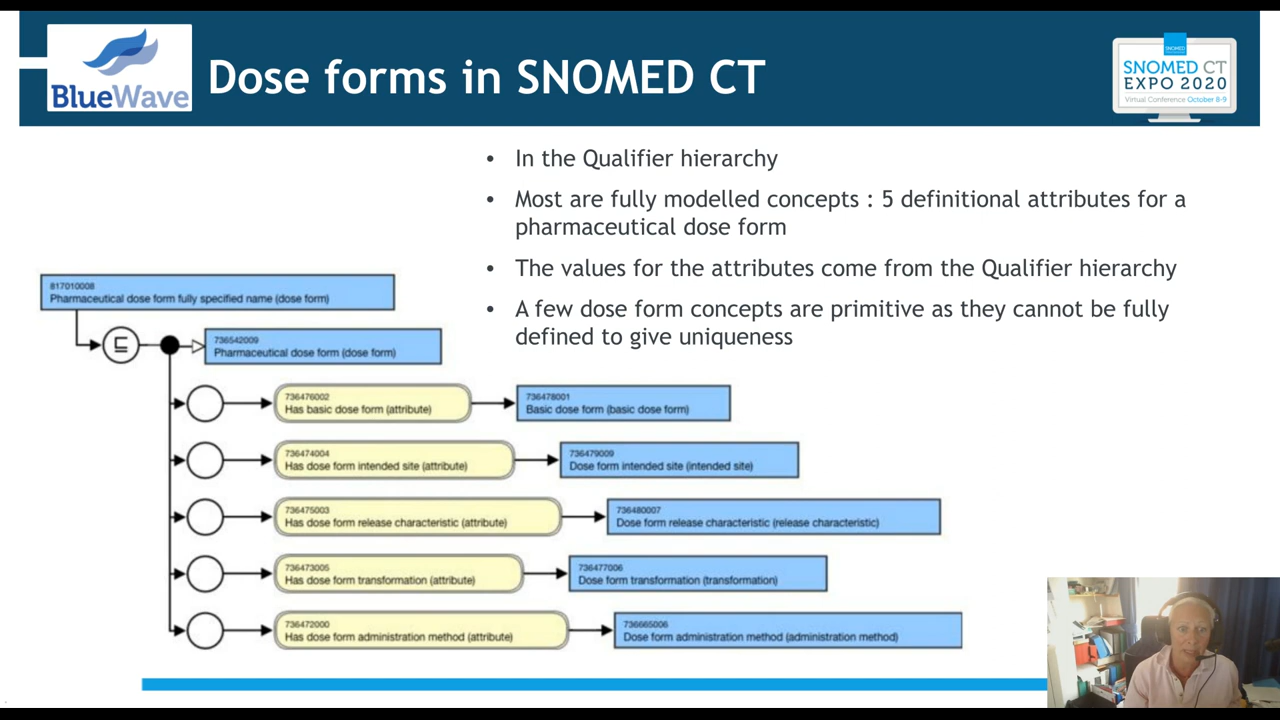 BlueWave
Dose forms in SNOMED CT
SNOMED
SNOMED CT
EXPO 2020
Virtual Conference October 8-9
• In the Qualifier hierarchy
• Most are fully modelled concepts : 5 definitional attributes for a
pharmaceutical dose form
• The values for the attributes come from the Qualifier hierarchy
• A few dose form concepts are primitive as they cannot be fully
defined to give uniqueness
817010008
Pharmaceutical dose form fully specified name (dose form)
⊑
736542009
Pharmaceutical dose form (dose form)
736476002
Has basic dose form (attribute)
736478001
Basic dose form (basic dose form)
736474004
Has dose form intended site (attribute)
736479009
Dose form intended site (intended site)
736475003
Has dose form release characteristic (attribute)
736480007
Dose form release characteristic (release characteristic)
736473005
Has dose form transformation (attribute)
736477006
Dose form transformation (transformation)
736472000
Has dose form administration method (attribute)
736665006
Dose form administration method (administration method)